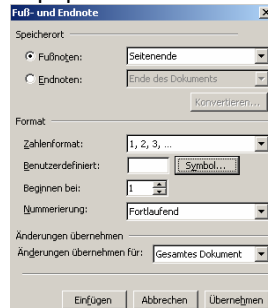 Fuß- und Endnote
Speicherort
Fußnoten: Seitenende
Endnoten: Ende des Dokuments
Konvertieren...
Format
Zahlenformat: 1, 2, 3, ...
Benutzerdefiniert: Symbol...
Beginnen bei: 1
Nummerierung: Fortlaufend
Änderungen übernehmen
Änderungen übernehmen für: Gesamtes Dokument
Einfügen Abbrechen Übernehmen